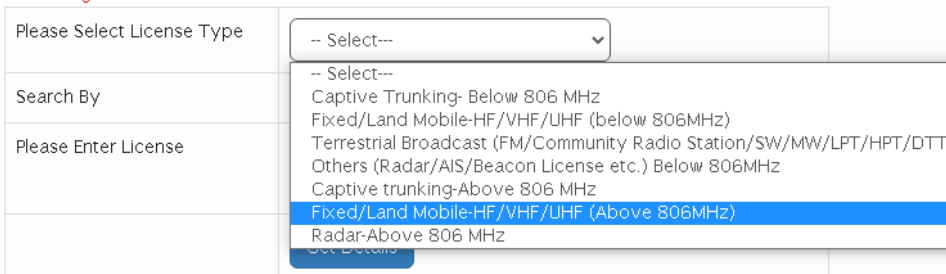 Please Select License Type
-- Select---
-- Select---
Search By
Captive Trunking- Below 806 MHz
Fixed/Land Mobile-HF/VHF/UHF (below 806MHz)
Please Enter License
Terrestrial Broadcast (FM/Community Radio Station/SW/MW/LPT/HPT/DTT
Others (Radar/AIS/Beacon License etc.) Below 806MHz
Captive trunking-Above 806 MHz
Fixed/Land Mobile-HF/VHF/UHF (Above 806MHz)
Radar-Above 806 MHz